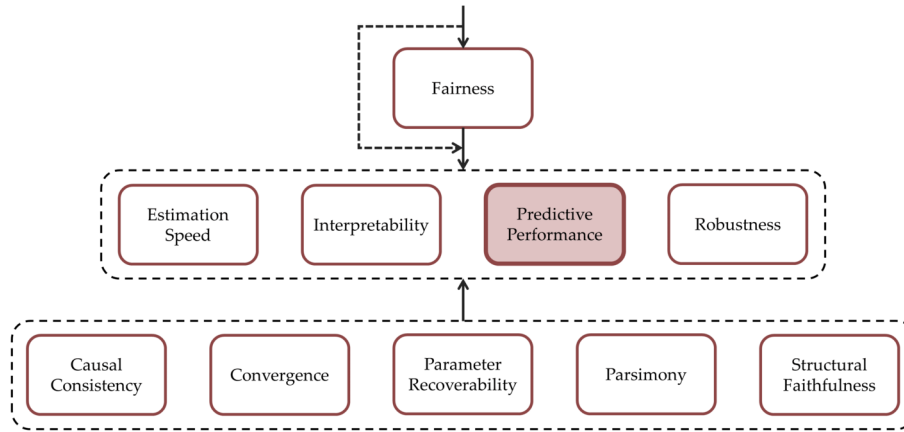 Fairness
Estimation
Speed
Interpretability
Predictive
Performance
Robustness
Causal
Consistency
Convergence
Parameter
Recoverability
Parsimony
Structural
Faithfulness